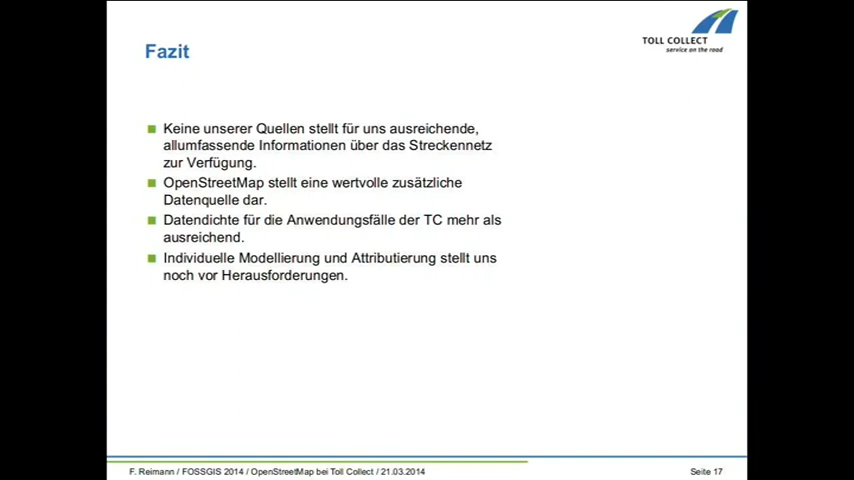 TOLL COLLECT
service on the road
Fazit
Keine unserer Quellen stellt für uns ausreichende,
allumfassende Informationen über das Streckennetz
zur Verfügung.
OpenStreetMap stellt eine wertvolle zusätzliche
Datenquelle dar.
Datendichte für die Anwendungsfälle der TC mehr als
ausreichend.
Individuelle Modellierung und Attributierung stellt uns
noch vor Herausforderungen.
F. Reimann / FOSSGIS 2014 / OpenStreetMap bei Toll Collect / 21.03.2014
Seite 17